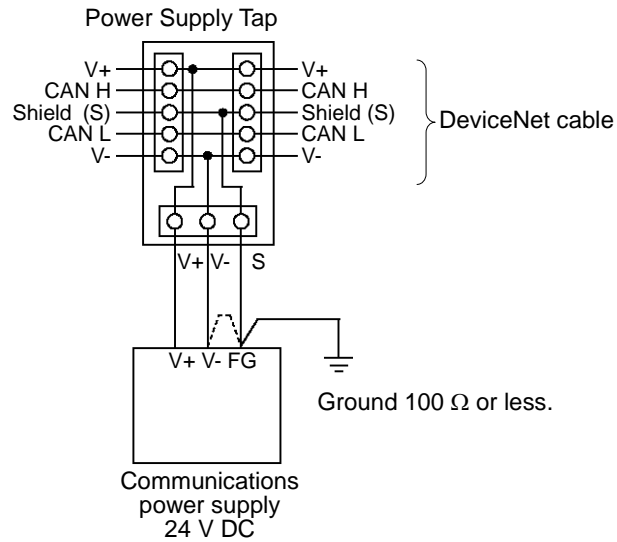 Power Supply Tap
V+ V+
CAN H CAN H
Shield (S) Shield (S)
CAN L CAN L
V- V-
DeviceNet cable
V+ V- S
V+ V- FG
Ground 100 Ω or less.
Communications
power supply
24 V DC